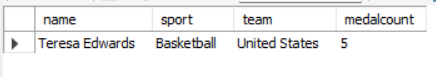 name sport team medalcount
Teresa Edwards Basketball United States 5